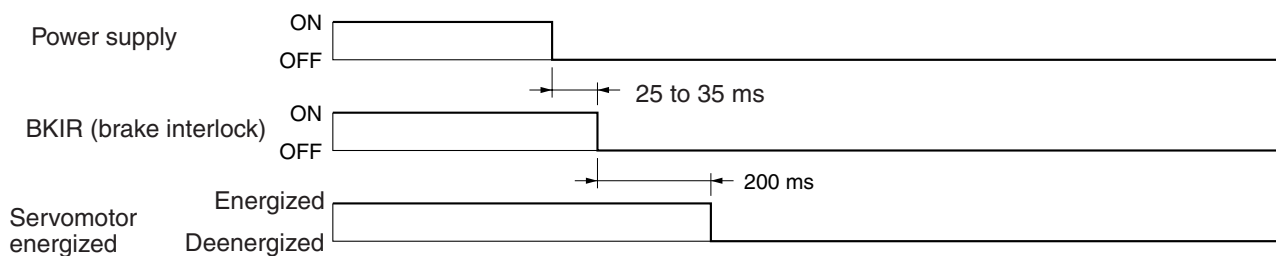 Power supply
ON
OFF
25 to 35 ms
BKIR (brake interlock)
ON
OFF
200 ms
Servomotor
energized
Energized
Deenergized